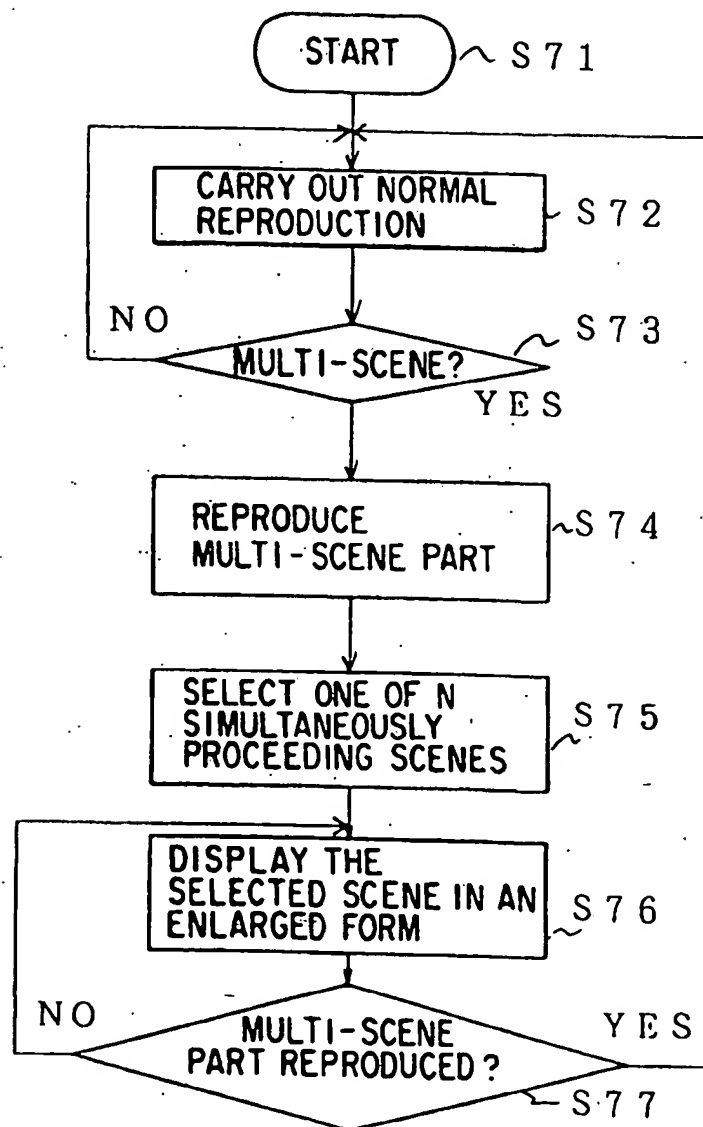 START
S71
CARRY OUT NORMAL
REPRODUCTION
S72
NO
S73
MULTI-SCENE?
YES
REPRODUCE
MULTI-SCENE PART
S74
SELECT ONE OF N
SIMULTANEOUSLY
PROCEEDING SCENES
S75
DISPLAY THE
SELECTED SCENE IN AN
ENLARGED FORM
S76
NO
MULTI-SCENE
PART REPRODUCED?
YES
S77